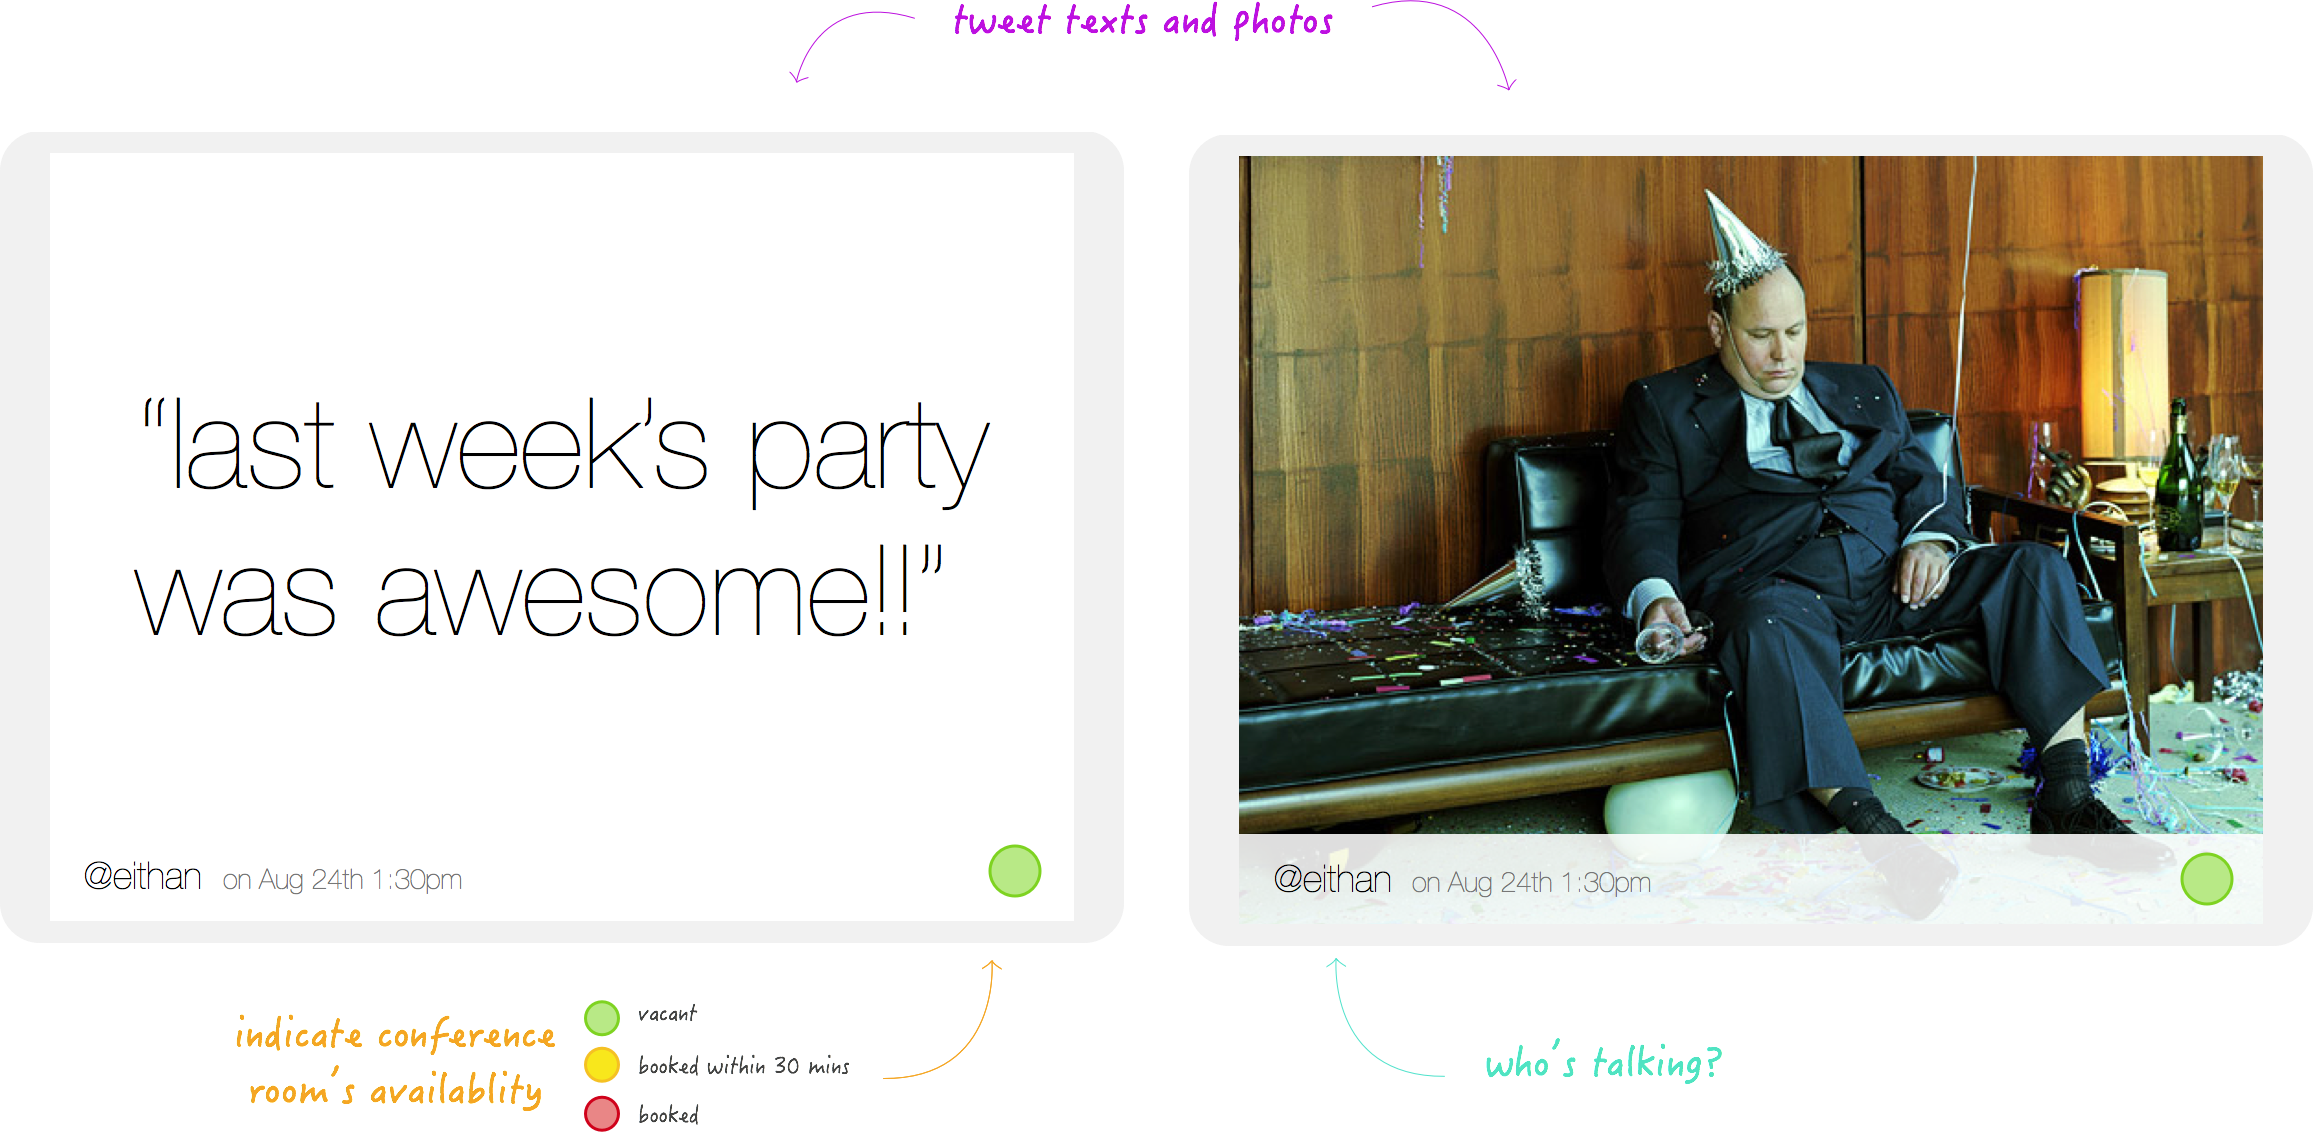 tweet texts and photos
“last week’s party
was awesome!!”
@eithan on Aug 24th 1:30pm
@eithan on Aug 24th 1:30pm
indicate conference
room's availablity
vacant
booked within 30 mins
booked
who's talking?